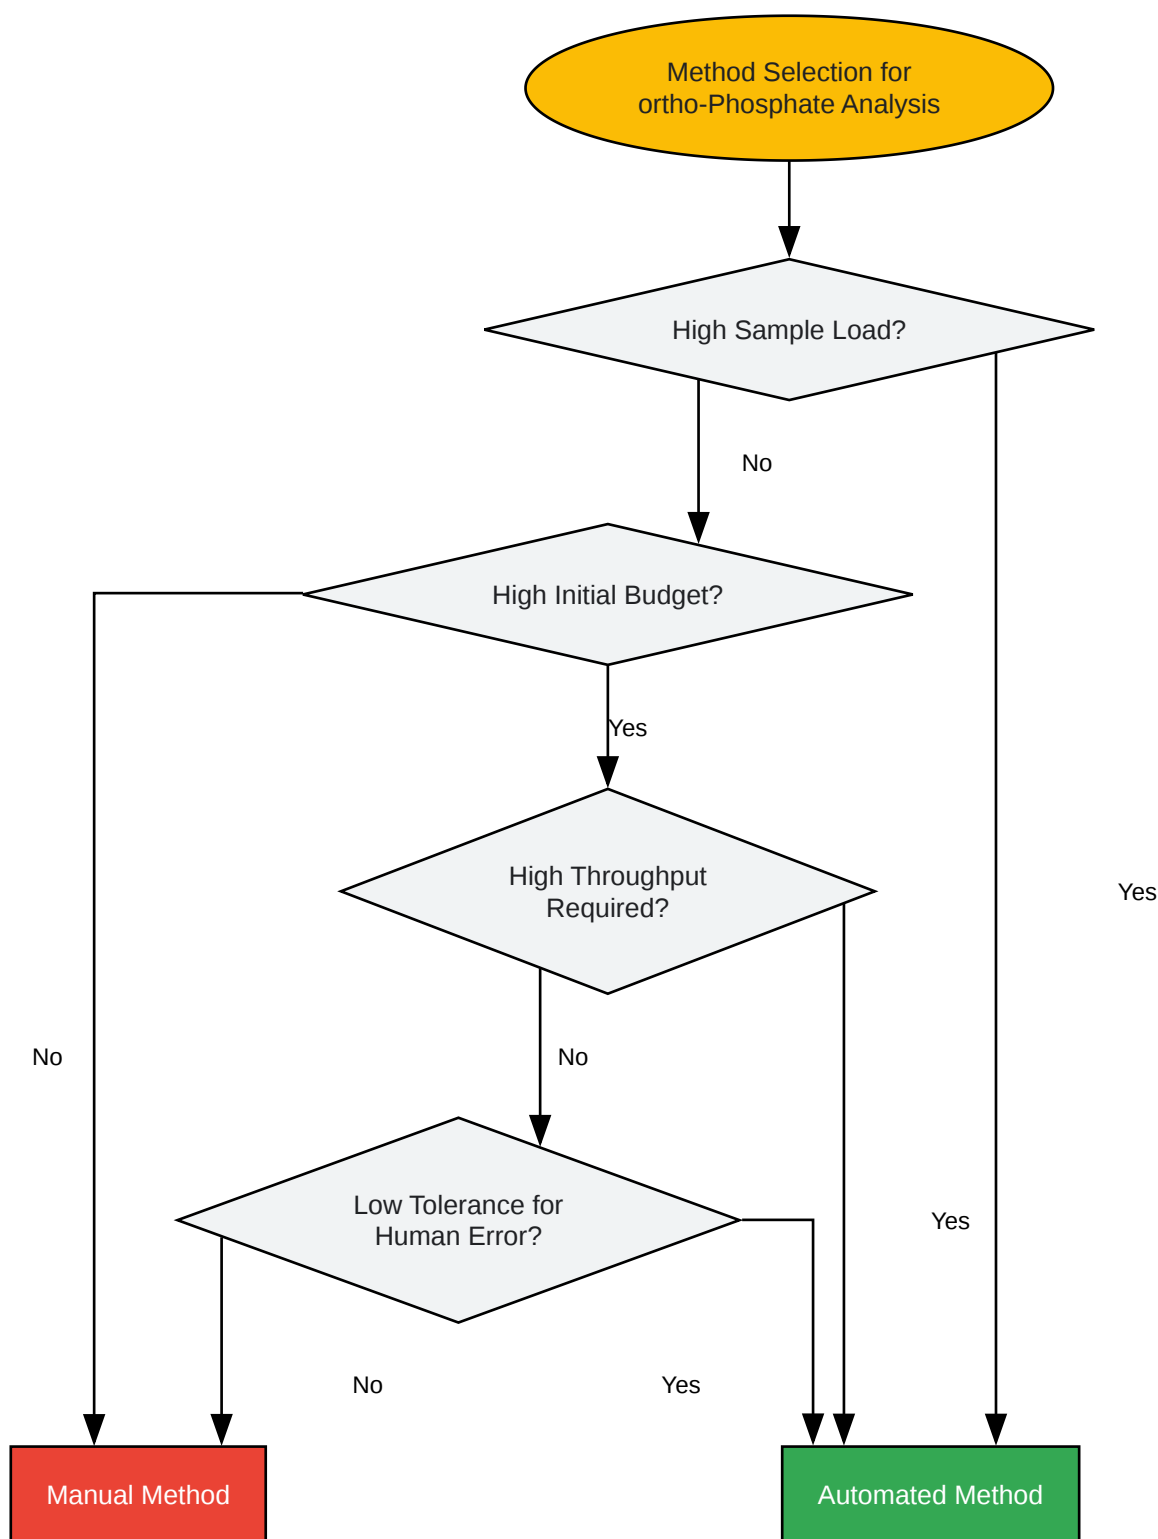 Method Selection for
ortho-Phosphate Analysis
High Sample Load?
No
High Initial Budget?
Yes
High Throughput
Required?
Yes
No
No
Low Tolerance for
Human Error?
Yes
No
Yes
Manual Method
Automated Method